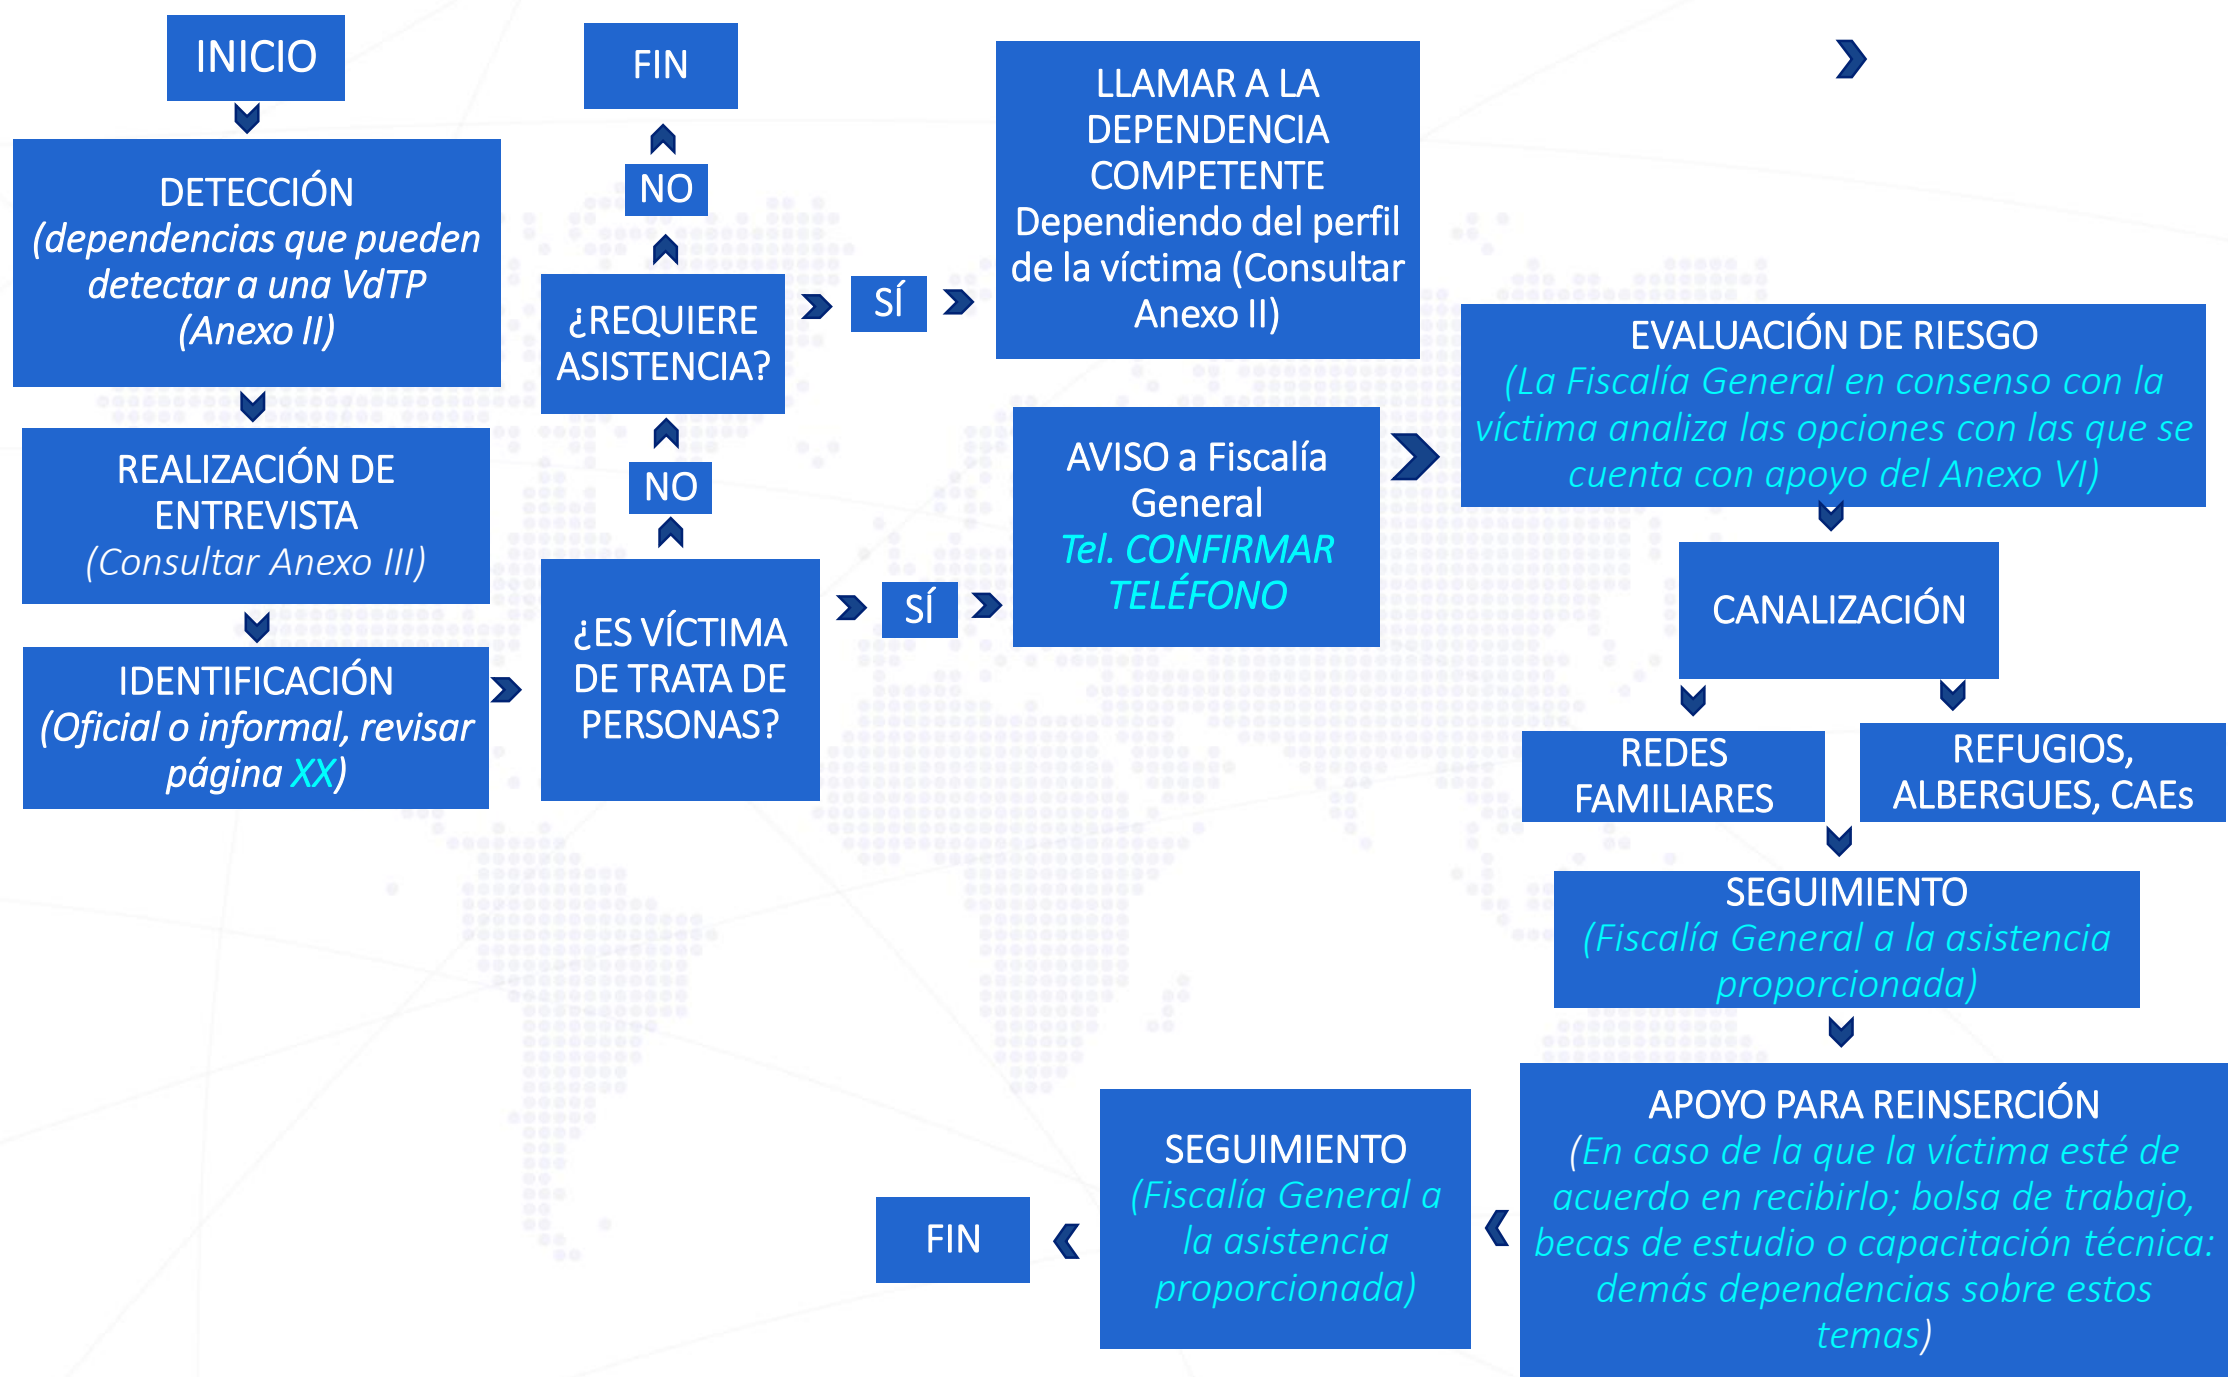 INICIO
DETECCIÓN
(dependencias que pueden
detectar a una VdTP
(Anexo II)
REALIZACIÓN DE
ENTREVISTA
(Consultar Anexo III)
IDENTIFICACIÓN
(Oficial o informal, revisar
página XX)
FIN
NO
¿REQUIERE
ASISTENCIA?
SÍ
NO
¿ES VÍCTIMA
DE TRATA DE
PERSONAS?
SÍ
LLAMAR A LA
DEPENDENCIA
COMPETENTE
Dependiendo del perfil
de la víctima (Consultar
Anexo II)
AVISO a Fiscalía
General
Tel. CONFIRMAR
TELÉFONO
EVALUACIÓN DE RIESGO
(La Fiscalía General en consenso con la
víctima analiza las opciones con las que se
cuenta con apoyo del Anexo VI)
CANALIZACIÓN
REDES
FAMILIARES
REFUGIOS,
ALBERGUES, CAEs
SEGUIMIENTO
(Fiscalía General a la asistencia
proporcionada)
APOYO PARA REINSERCIÓN
(En caso de la que la víctima esté de
acuerdo en recibirlo; bolsa de trabajo,
becas de estudio o capacitación técnica:
demás dependencias sobre estos
temas)
SEGUIMIENTO
(Fiscalía General a
la asistencia
proporcionada)
FIN